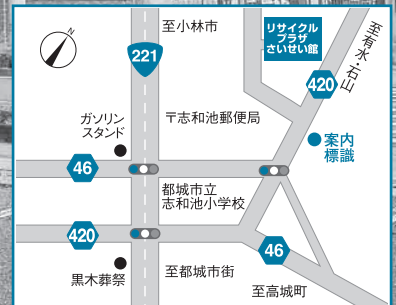 N
至小林市
221
リサイクル
プラザ
さいせい館
至有水・石山
420
ガソリン
スタンド
〒志和池郵便局
案内
標識
46
都城市立
志和池小学校
420
46
黒木葬祭
至都城市街
至高城町